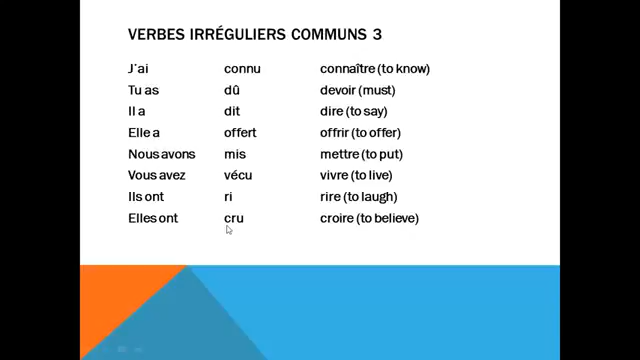 VERBES IRRÉGULIERS COMMUNS 3
J'ai connu connaître (to know)
Tu as dû devoir (must)
Il a dit dire (to say)
Elle a offert offrir (to offer)
Nous avons mis mettre (to put)
Vous avez vécu vivre (to live)
Ils ont ri rire (to laugh)
Elles ont cru croire (to believe)